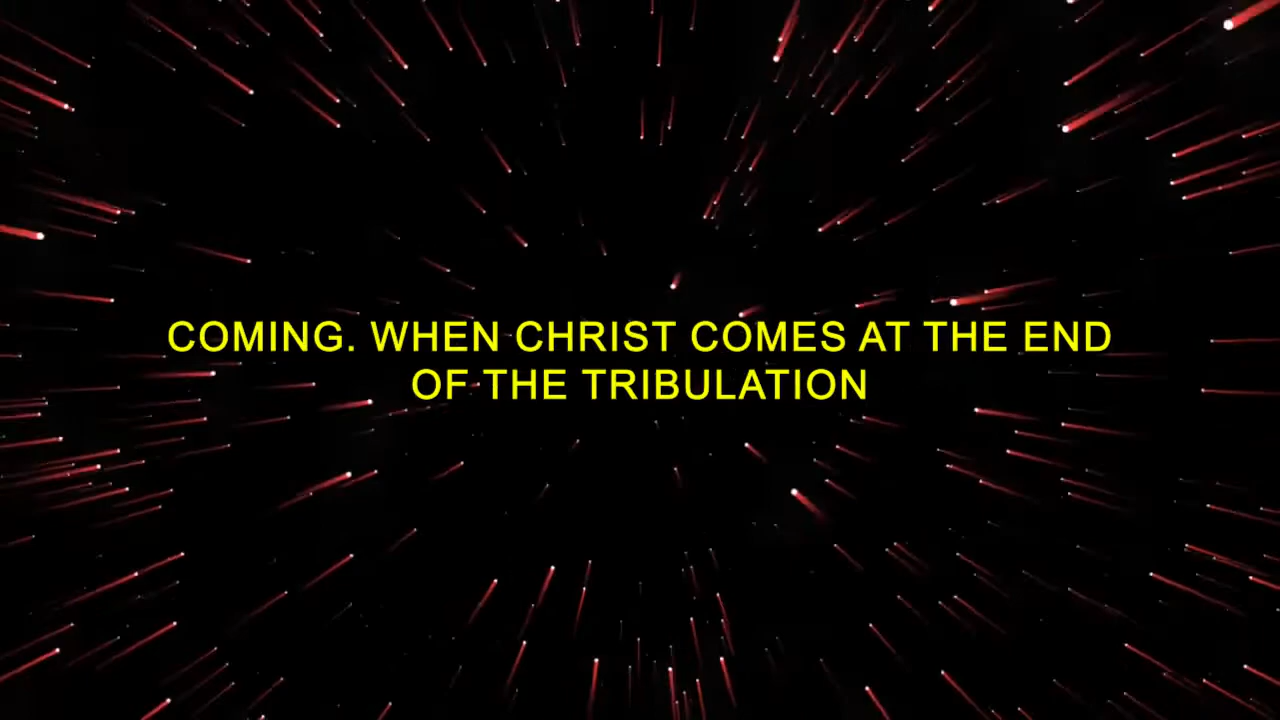 COMING. WHEN CHRIST COMES AT THE END
OF THE TRIBULATION